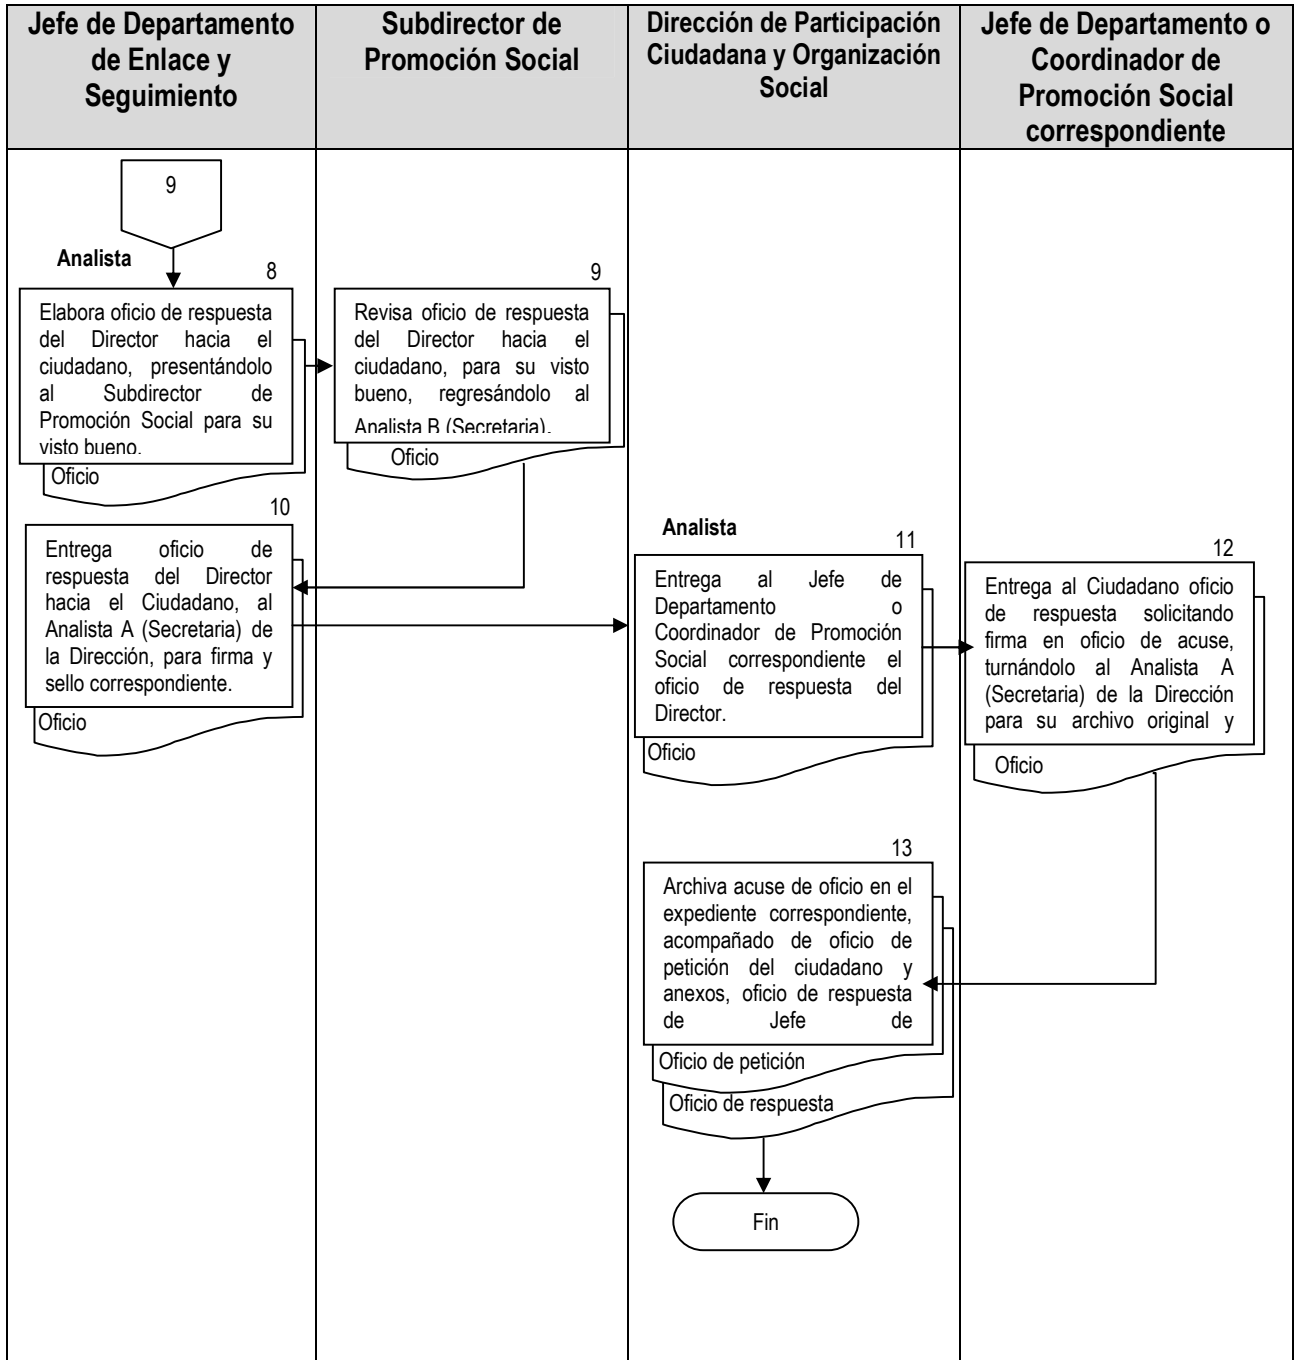 Jefe de Departamento
de Enlace y
Seguimiento
Subdirector de
Promoción Social
Dirección de Participación
Ciudadana y Organización
Social
Jefe de Departamento o
Coordinador de
Promoción Social
correspondiente
9
Analista
8
Elabora oficio de respuesta
del Director hacia el
ciudadano, presentándolo
al Subdirector de
Promoción Social para su
visto bueno.
Oficio
9
Revisa oficio de respuesta
del Director hacia el
ciudadano, para su visto
bueno, regresándolo al
Analista B (Secretaria).
Oficio
10
Entrega oficio de
respuesta del Director
hacia el Ciudadano, al
Analista A (Secretaria) de
la Dirección, para firma y
sello correspondiente.
Oficio
Analista
11
Entrega al Jefe de
Departamento o
Coordinador de Promoción
Social correspondiente el
oficio de respuesta del
Director.
Oficio
12
Entrega al Ciudadano oficio
de respuesta solicitando
firma en oficio de acuse,
turnándolo al Analista A
(Secretaria) de la Dirección
para su archivo original y
Oficio
13
Archiva acuse de oficio en el
expediente correspondiente,
acompañado de oficio de
petición del ciudadano y
anexos, oficio de respuesta
de Jefe de
Oficio de petición
Oficio de respuesta
Fin